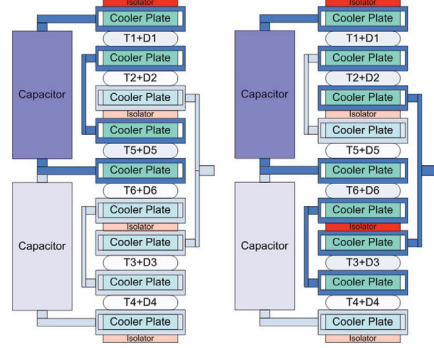 Isolator
Cooler Plate
T1+D1
Cooler Plate
T2+D2
Cooler Plate
Isolator
Cooler Plate
T5+D5
Cooler Plate
T6+D6
Cooler Plate
Isolator
Cooler Plate
T3+D3
Cooler Plate
T4+D4
Cooler Plate
Isolator
Capacitor
Capacitor
Isolator
Cooler Plate
T1+D1
Cooler Plate
T2+D2
Cooler Plate
Isolator
Cooler Plate
T5+D5
Cooler Plate
T6+D6
Cooler Plate
Isolator
Cooler Plate
T3+D3
Cooler Plate
T4+D4
Cooler Plate
Isolator
Capacitor
Capacitor